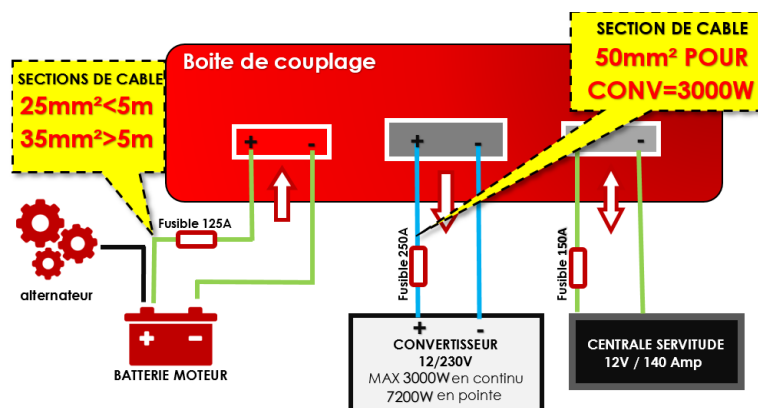 SECTIONS DE CABLE
25mm²<5m
35mm²>5m
Boite de couplage
SECTION DE CABLE
50mm² POUR
CONV=3000W
+ -
+ -
-
Fusible 125A
Fusible 250A
Fusible 150A
alternateur
+ -
BATTERIE MOTEUR
+ -
CONVERTISSEUR
12/230V
MAX 3000W en continu
7200W en pointe
CENTRALE SERVITUDE
12V / 140 Amp